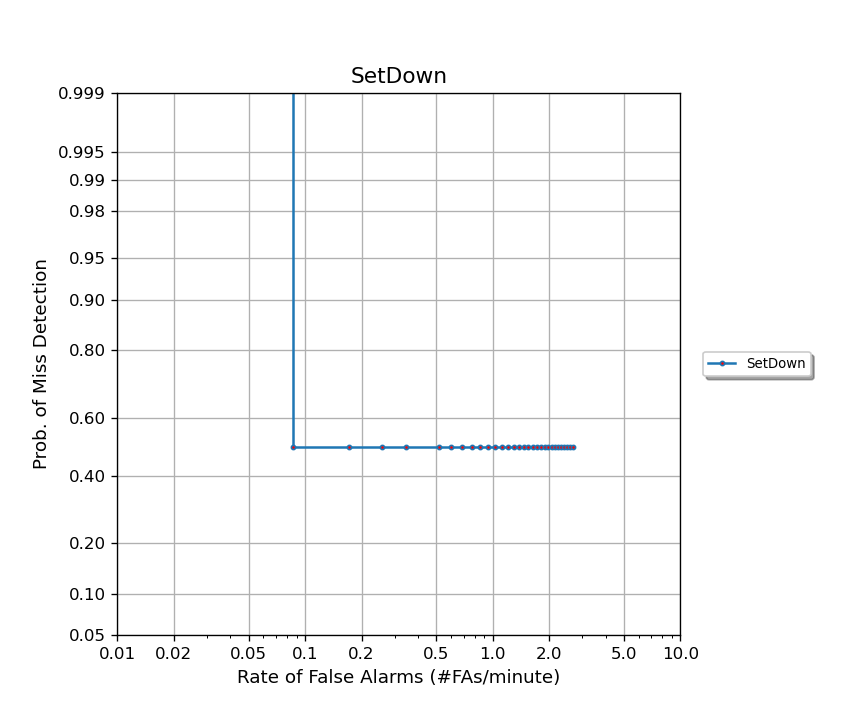 SetDown
0.999
0.995
0.99
0.98
0.95
0.90
0.80
0.60
0.40
0.20
0.10
0.05
Prob. of Miss Detection
0.01 0.02 0.05 0.1 0.2 0.5 1.0 2.0 5.0 10.0
Rate of False Alarms (#FAs/minute)
SetDown